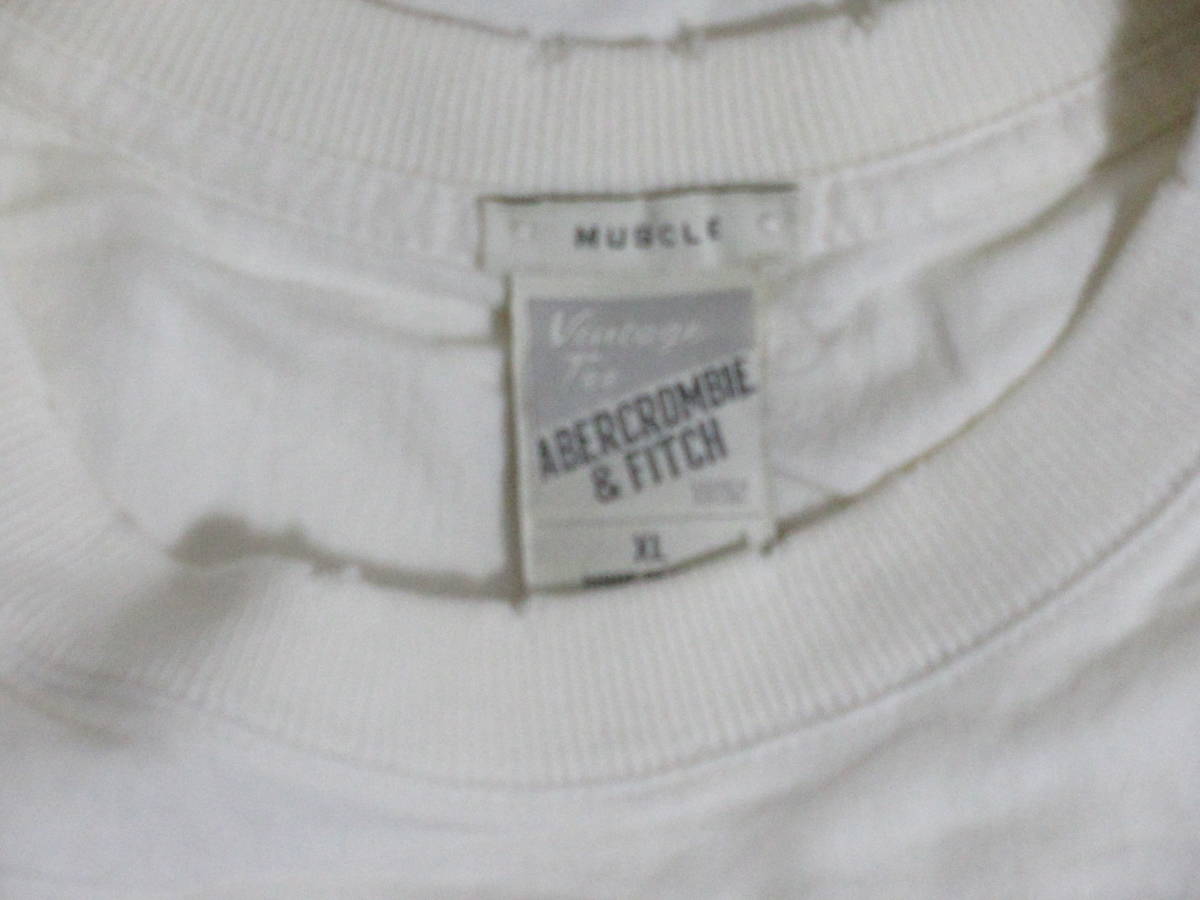 MUSCLE
Vintage
Tee
ABERCROMBIE
& FITCH
XL